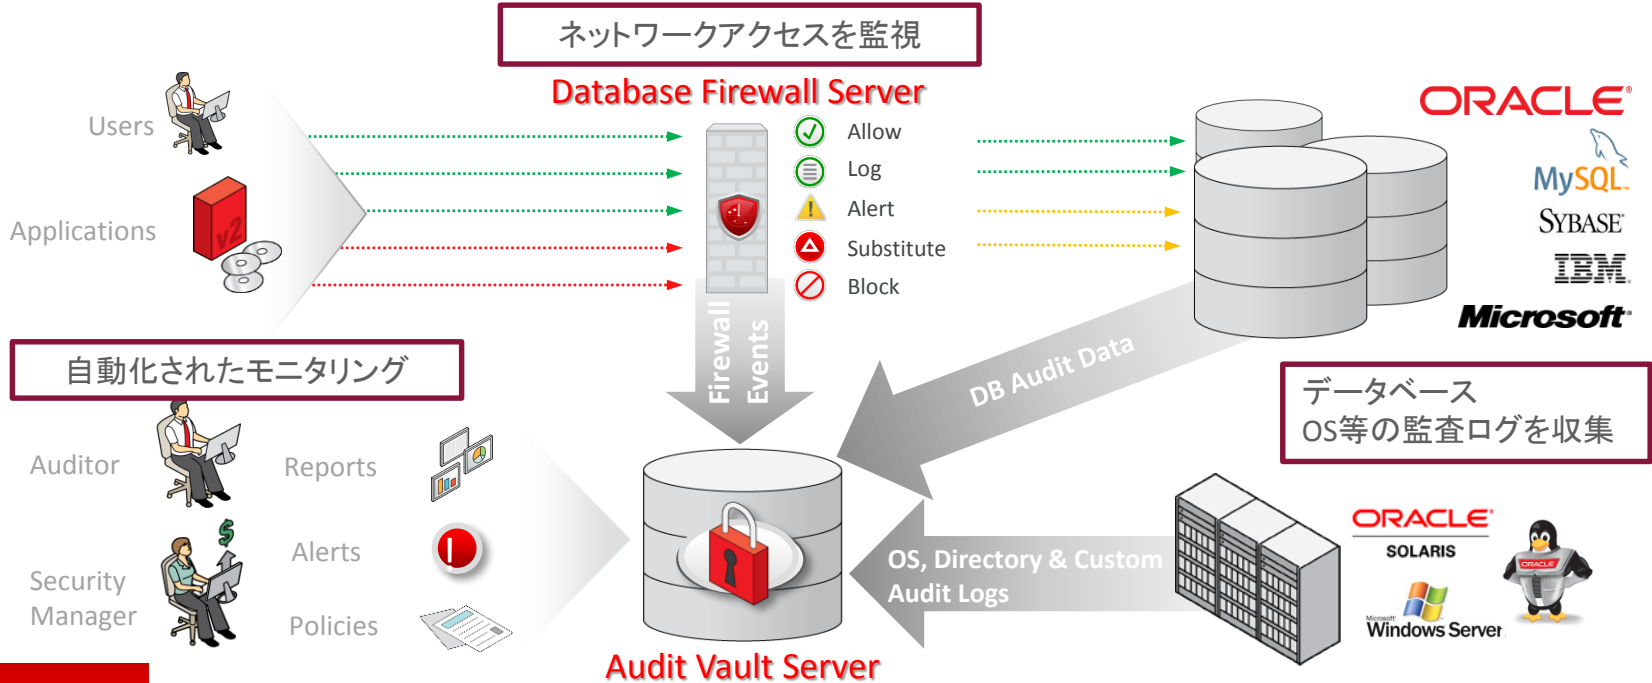 ネットワークアクセスを監視
Database Firewall Server
Users
Applications
v2
Allow
Log
Alert
Substitute
Block
ORACLE
MySQL
SYBASE
IBM
Microsoft
Firewall
Events
DB Audit Data
自動化されたモニタリング
データベース
OS等の監査ログを収集
Auditor
Reports
Alerts
Security
Manager
Policies
OS, Directory & Custom
Audit Logs
ORACLE
SOLARIS
ORACLE
Microsoft
Windows Server
Audit Vault Server